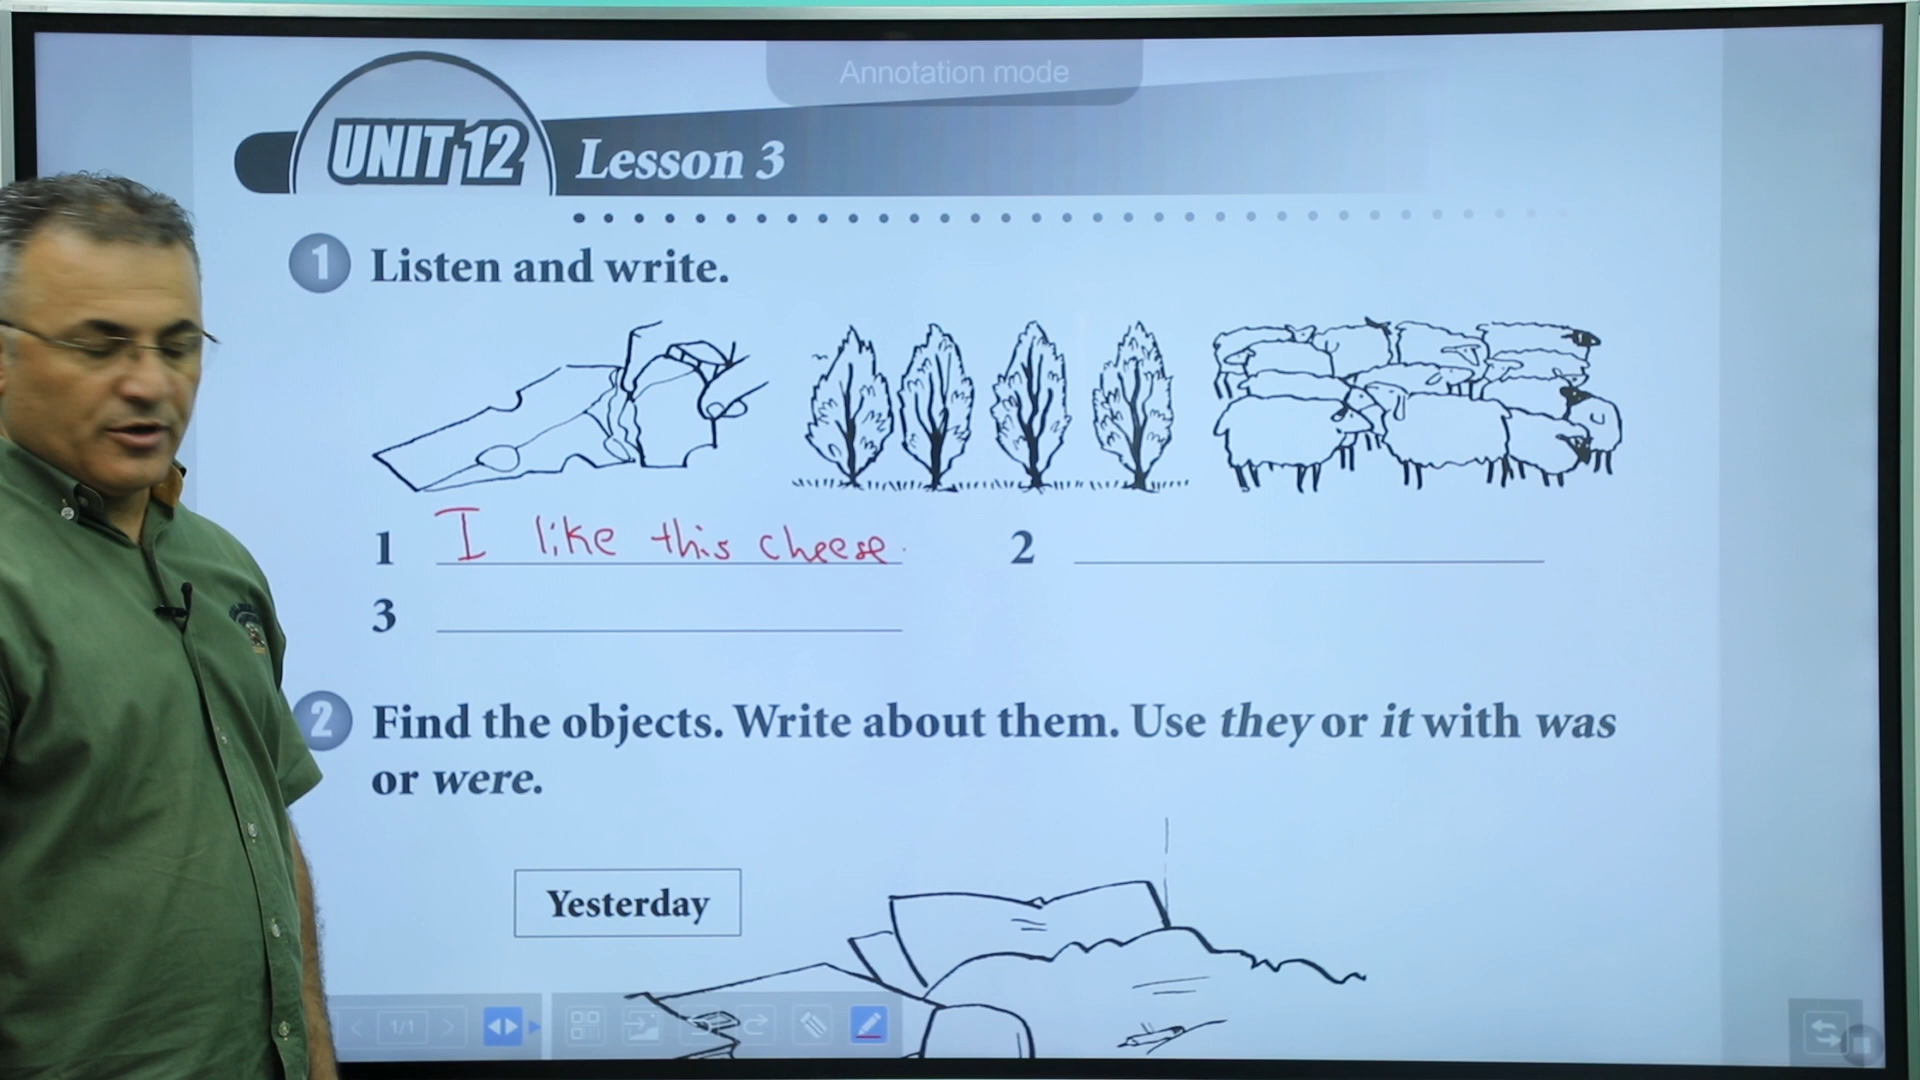 Annotation mode
UNIT 12
Lesson 3
1 Listen and write.
1 I like this cheese.
2
3
2 Find the objects. Write about them. Use they or it with was
or were.
Yesterday
1/1